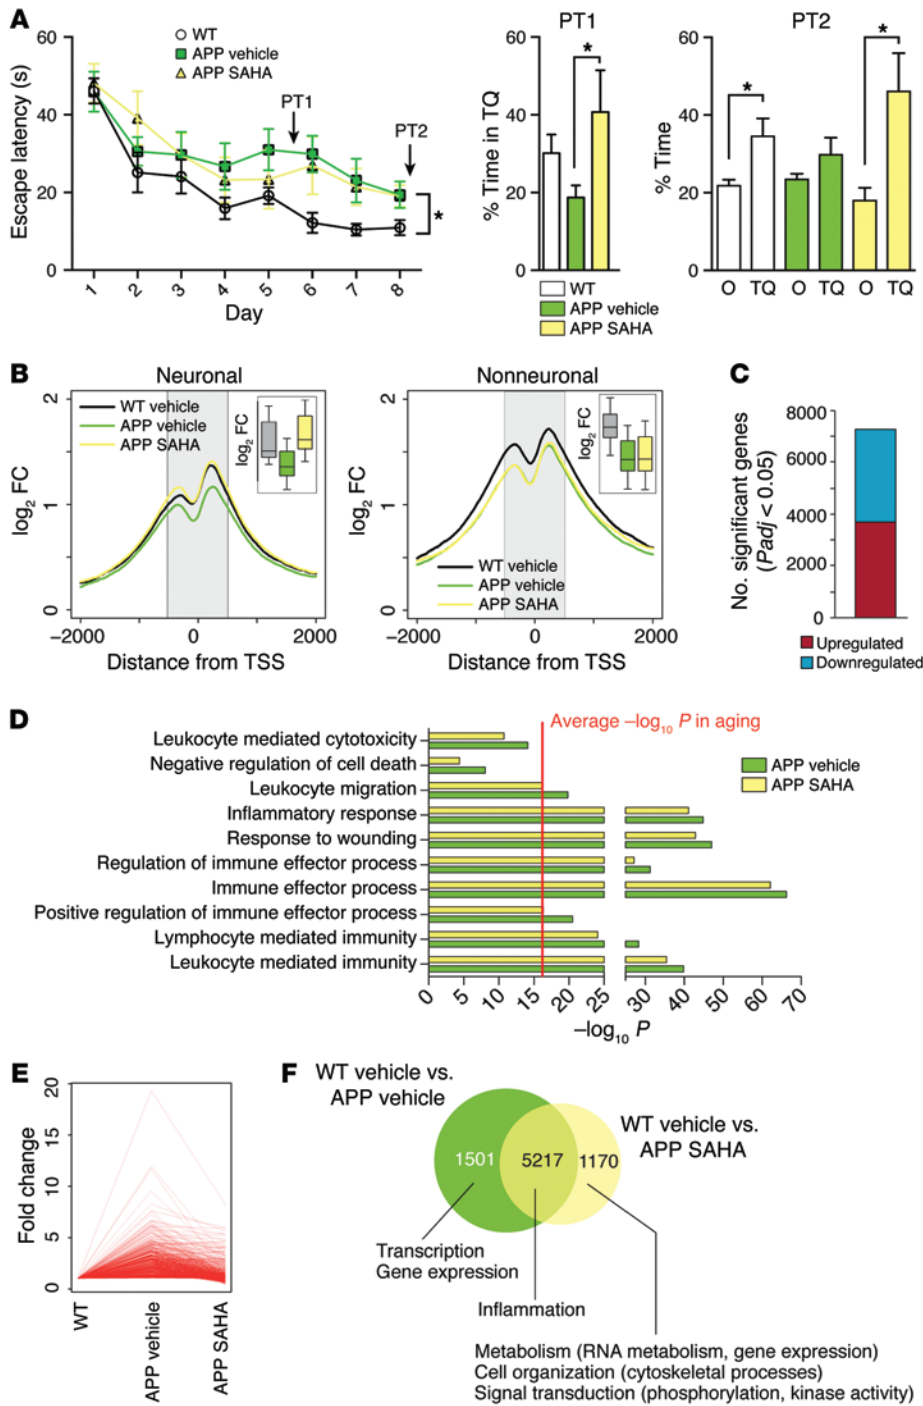 A
Escape latency (s)
60
40
20
0
WT
APP vehicle
APP SAHA
PT1
PT2
*
1
2
3
4
5
6
7
8
Day
PT1
% Time in TQ
60
40
20
0
*
WT
APP vehicle
APP SAHA
PT2
% Time
60
40
20
0
*
*
O TQ O TQ O TQ
B
Neuronal
log2 FC
2
1
0
WT vehicle
APP vehicle
APP SAHA
log2 FC
−2000 0 2000
Distance from TSS
Nonneuronal
log2 FC
2
1
0
log2 FC
WT vehicle
APP vehicle
APP SAHA
−2000 0 2000
Distance from TSS
C
No. significant genes
(Padj < 0.05)
8000
6000
4000
2000
0
Upregulated
Downregulated
D
Average –log10 P in aging
APP vehicle
APP SAHA
Leukocyte mediated cytotoxicity
Negative regulation of cell death
Leukocyte migration
Inflammatory response
Response to wounding
Regulation of immune effector process
Immune effector process
Positive regulation of immune effector process
Lymphocyte mediated immunity
Leukocyte mediated immunity
0 5 10 15 20 25 30 40 50 60 70
–log10 P
E
Fold change
20
15
10
5
0
WT
APP vehicle
APP SAHA
F
WT vehicle vs.
APP vehicle
WT vehicle vs.
APP SAHA
1501 5217 1170
Transcription
Gene expression
Inflammation
Metabolism (RNA metabolism, gene expression)
Cell organization (cytoskeletal processes)
Signal transduction (phosphorylation, kinase activity)